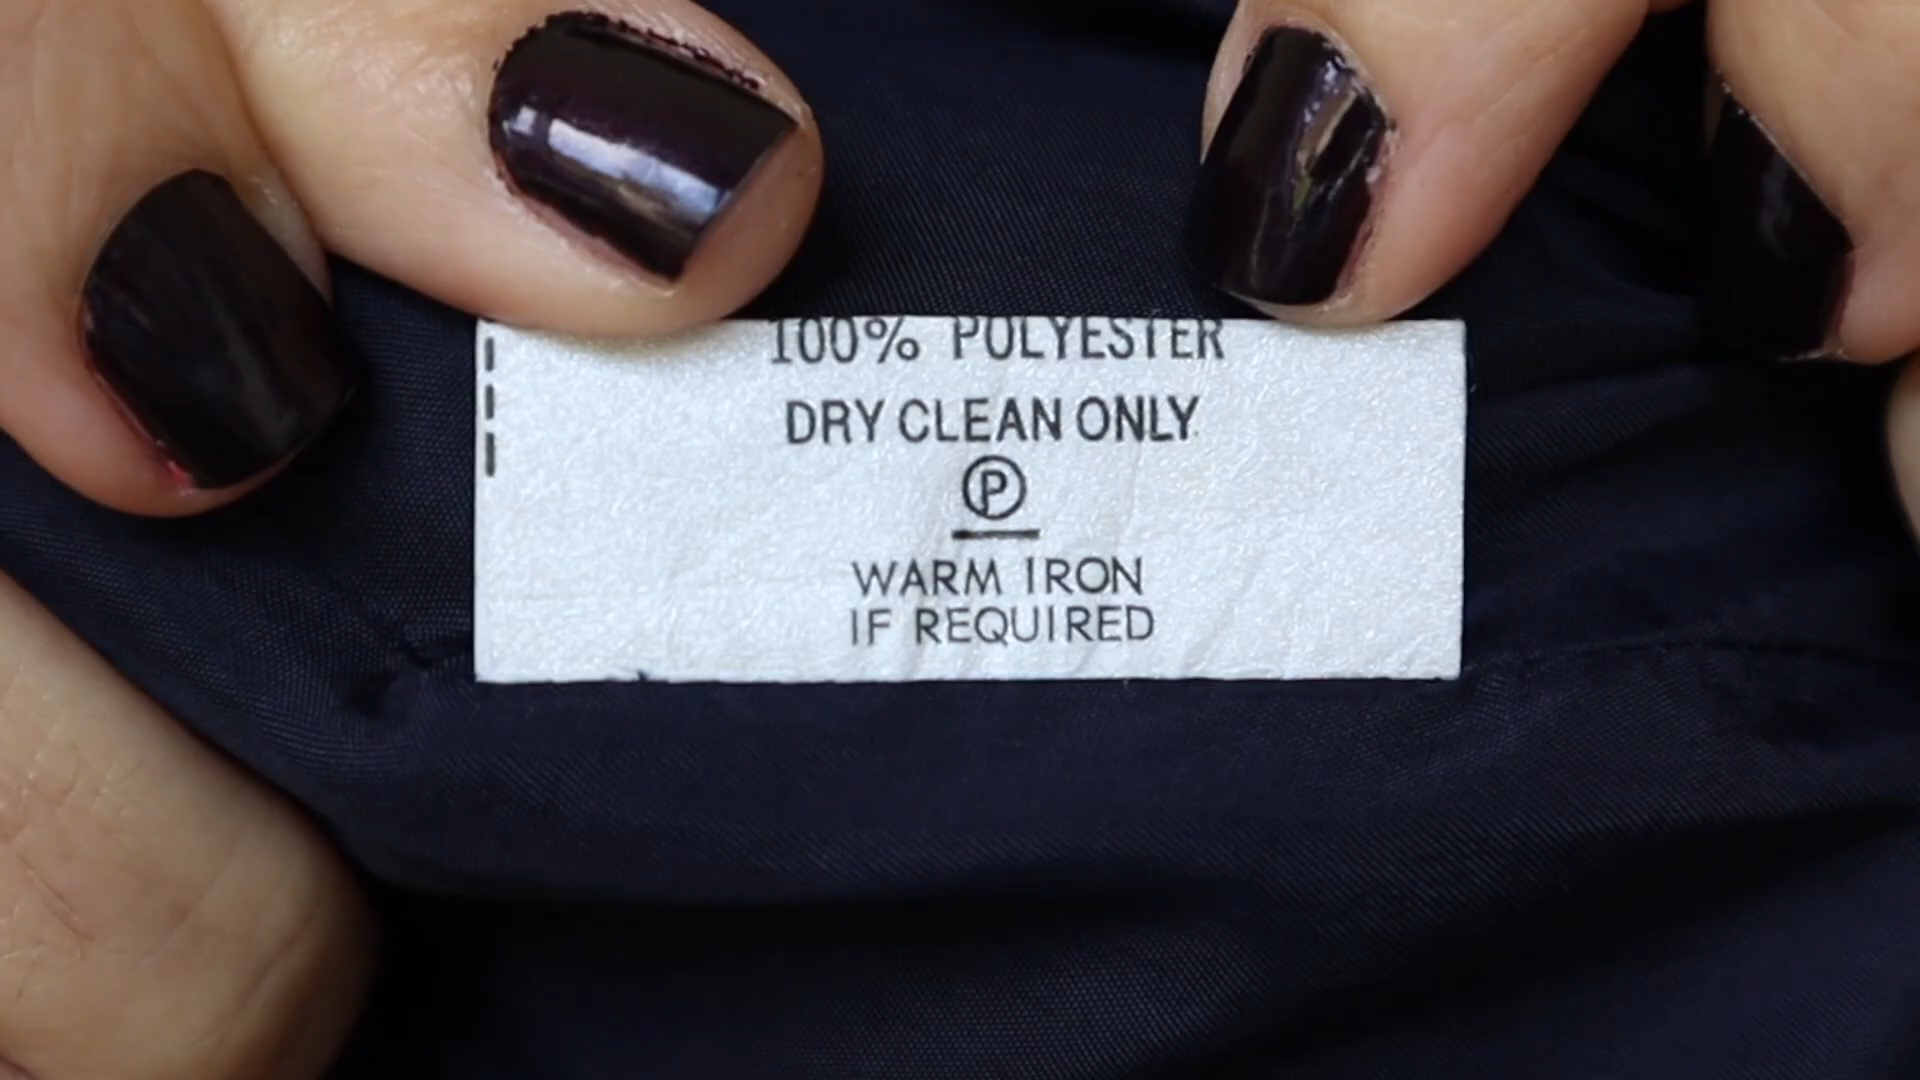 100% POLYESTER
DRY CLEAN ONLY
P
WARM IRON
IF REQUIRED